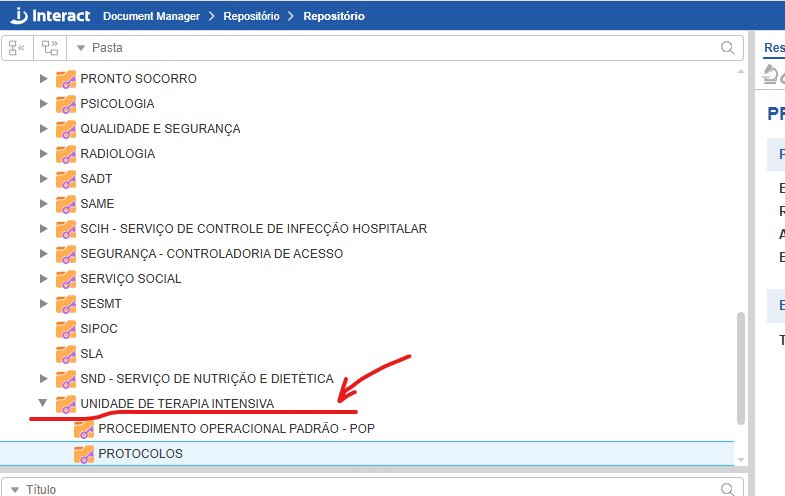 Interact Document Manager > Repositório > Repositório
Pasta
Res
PRONTO SOCORRO
PSICOLOGIA
QUALIDADE E SEGURANÇA
RADIOLOGIA
SADT
SAME
SCIH - SERVIÇO DE CONTROLE DE INFECÇÃO HOSPITALAR
SEGURANÇA - CONTROLADORIA DE ACESSO
SERVIÇO SOCIAL
SESMT
SIPOC
SLA
SND - SERVIÇO DE NUTRIÇÃO E DIETÉTICA
UNIDADE DE TERAPIA INTENSIVA
PROCEDIMENTO OPERACIONAL PADRÃO - POP
PROTOCOLOS
Título